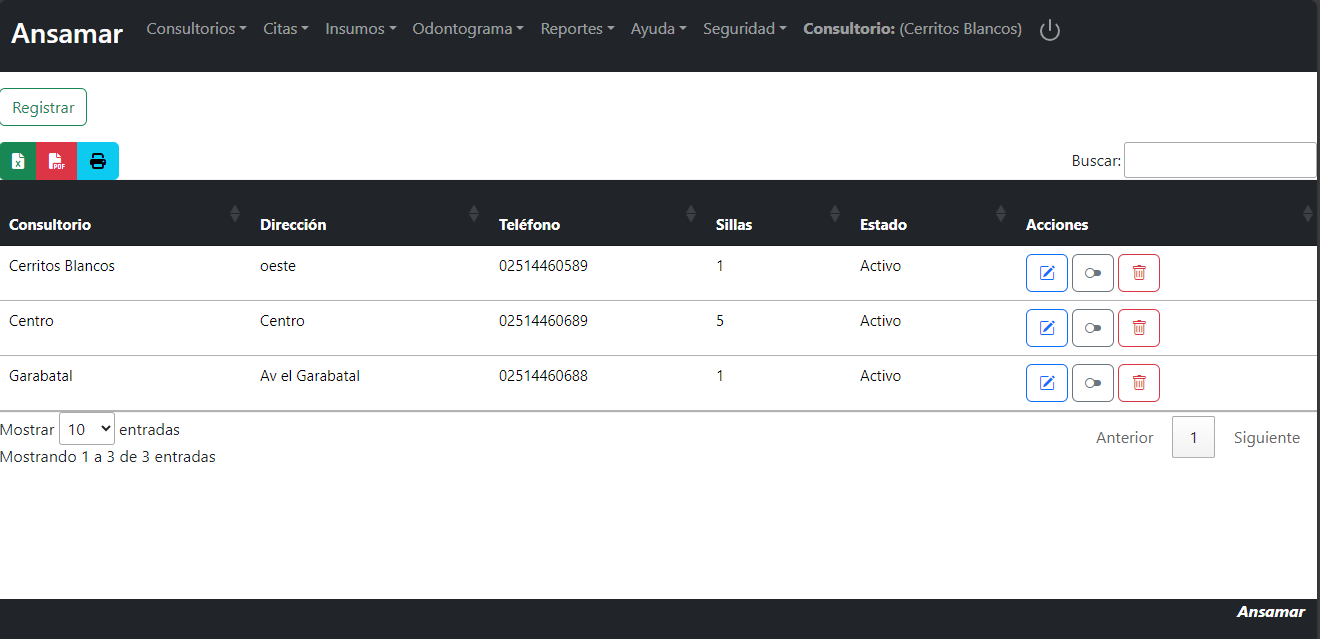 Ansamar Consultorios Citas Insumos Odontograma Reportes Ayuda Seguridad Consultorio: (Cerritos Blancos)
Registrar
PDF Buscar:
Consultorio Dirección Teléfono Sillas Estado Acciones
Cerritos Blancos oeste 02514460589 1 Activo
Centro Centro 02514460689 5 Activo
Garabatal Av el Garabatal 02514460688 1 Activo
Mostrar 10 entradas Anterior 1 Siguiente
Mostrando 1 a 3 de 3 entradas
Ansamar